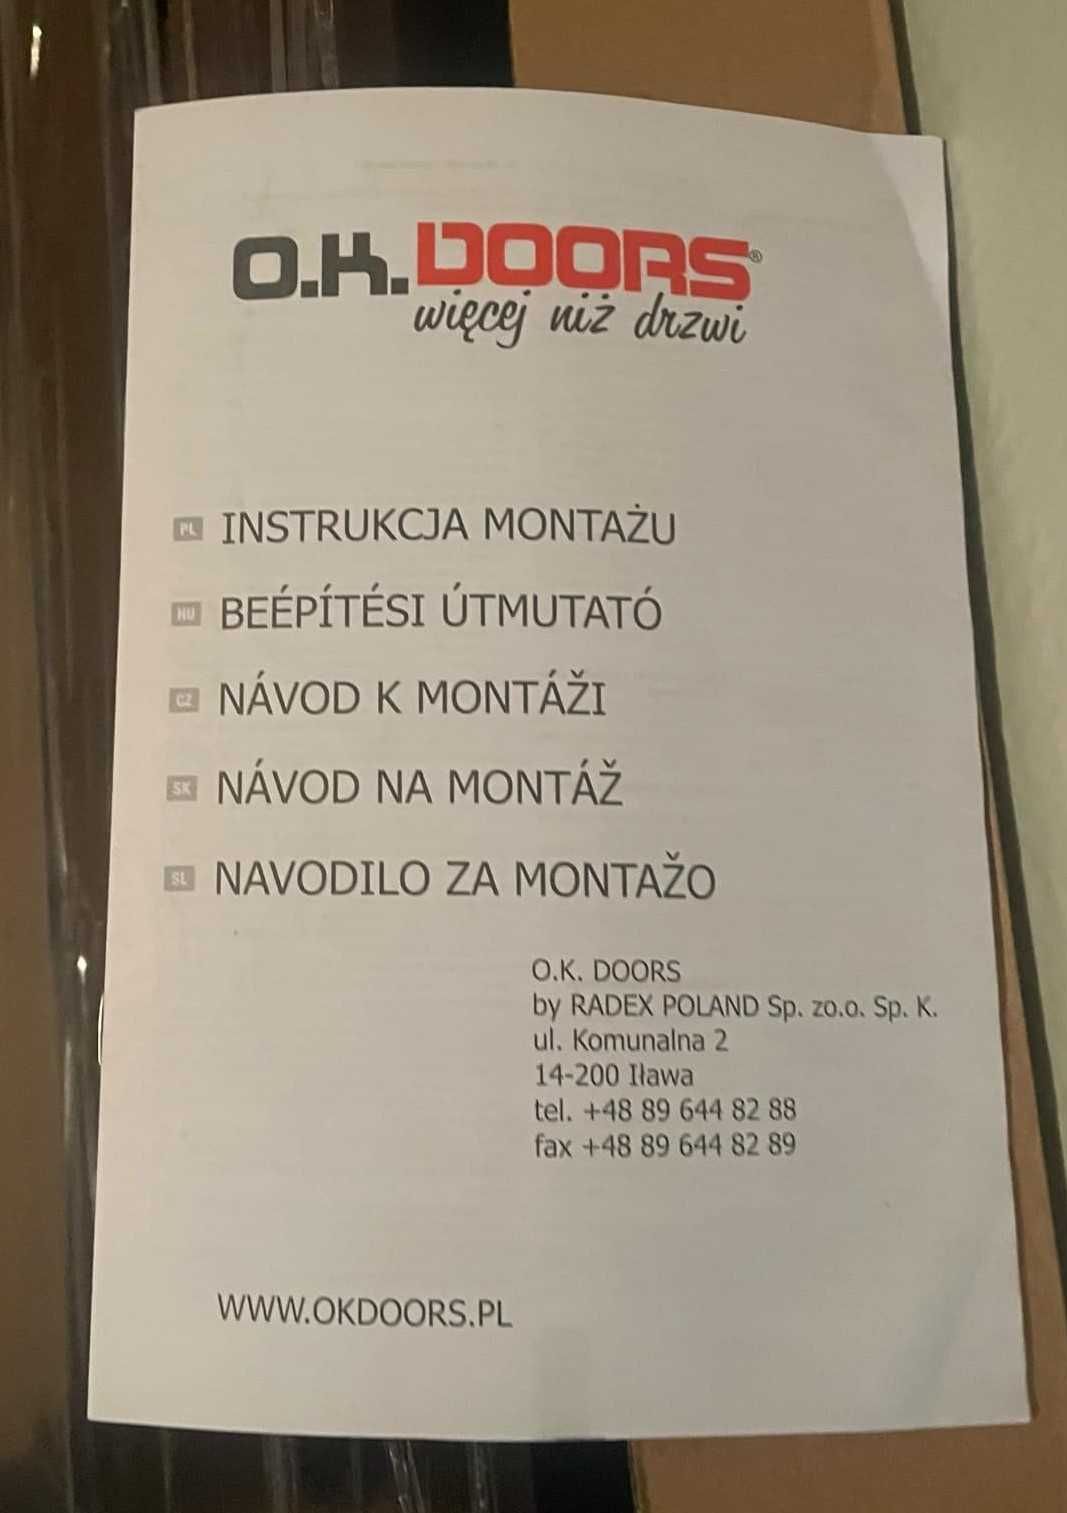 O.K. DOORS®
więcej niż drzwi
PL INSTRUKCJA MONTAŻU
HU BEÉPÍTÉSI ÚTMUTATÓ
CZ NÁVOD K MONTÁŽI
SK NÁVOD NA MONTÁŽ
SL NAVODILO ZA MONTAŽO
O.K. DOORS
by RADEX POLAND Sp. zo.o. Sp. K.
ul. Komunalna 2
14-200 Iława
tel. +48 89 644 82 88
fax +48 89 644 82 89
WWW.OKDOORS.PL